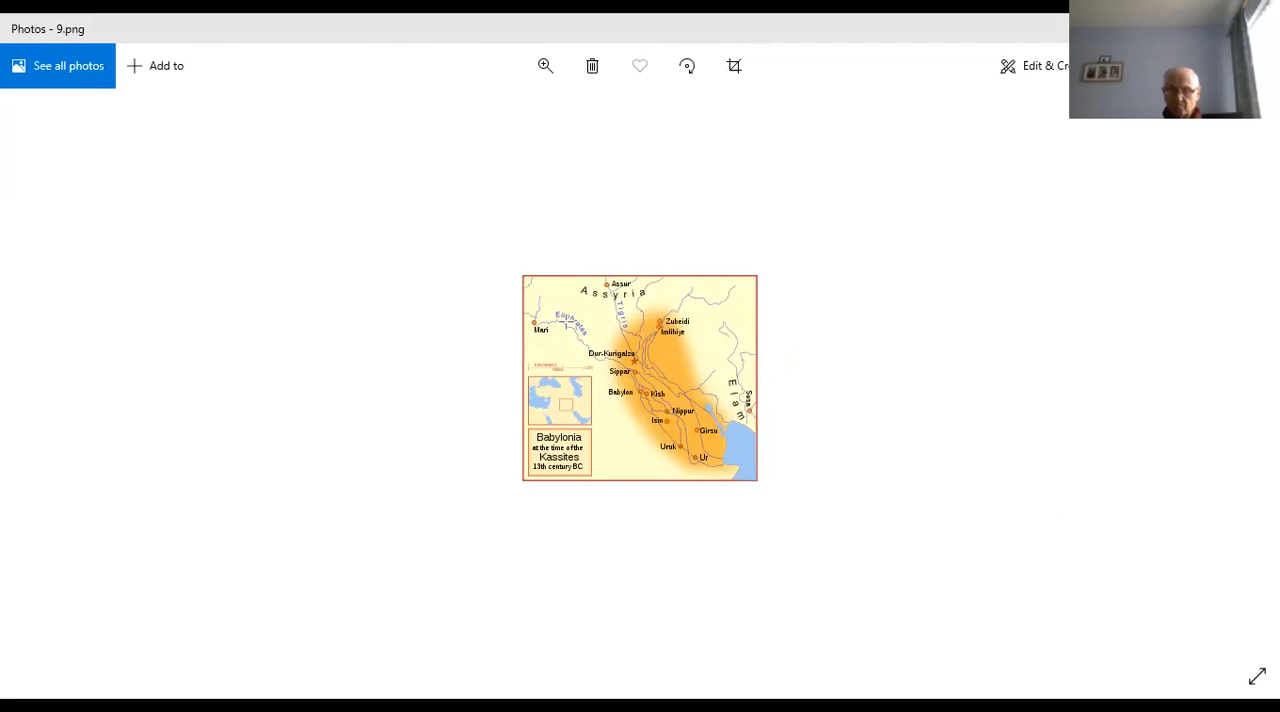 Photos - 9.png
See all photos
Add to
Edit &
Assur
Assyria
Tigris
Euphrates
Zubeidi
Imlihiye
Mari
Dur-Kurigalzu
Sippar
Babylon
Kish
Elam
Susa
Nippur
Isin
Girsu
Uruk
Ur
Babylonia
at the time of the
Kassites
13th century BC